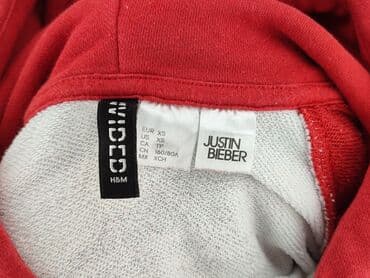 DIVIDED
H&M
EUR XS
US XS
CA TP
CN 160/80A
MX XCH
JUSTIN
BIEBER